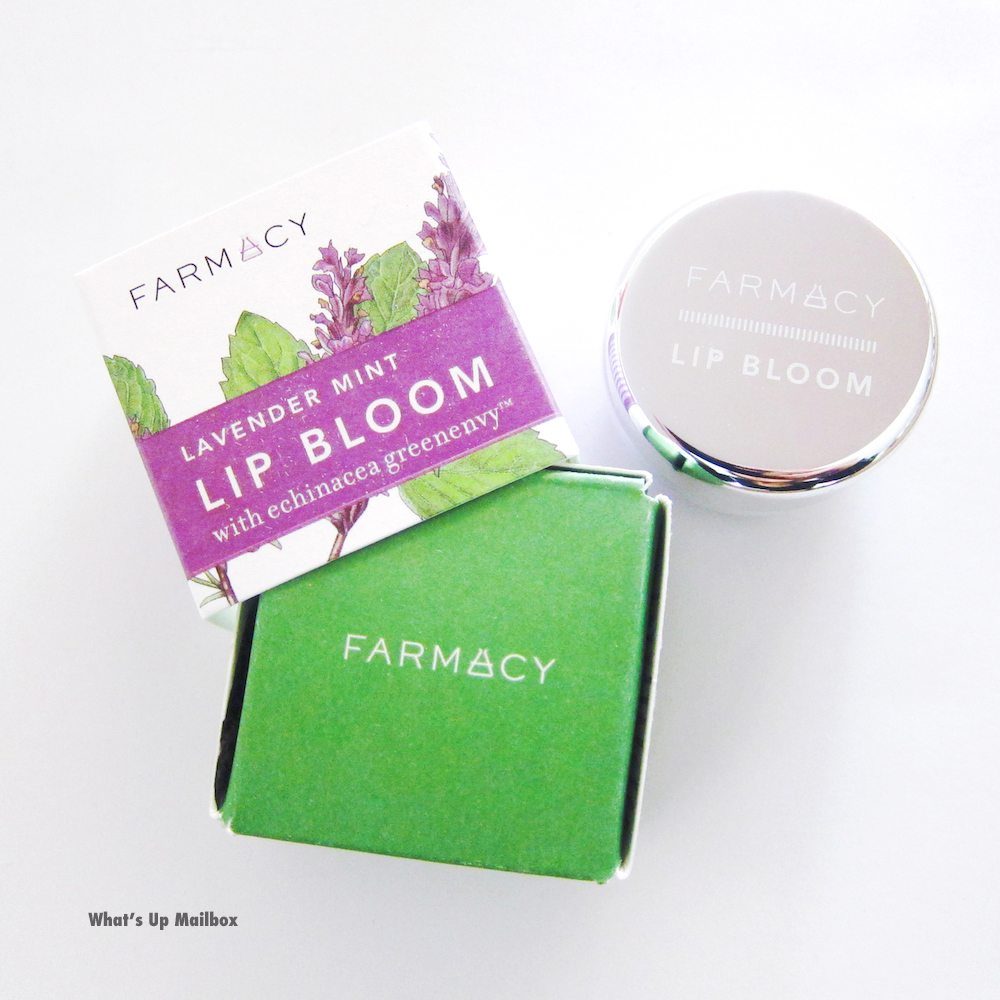 FARMACY
LAVENDER MINT
LIP BLOOM
with echinacea greenenvy™
FARMACY
LIP BLOOM
FARMACY
What's Up Mailbox